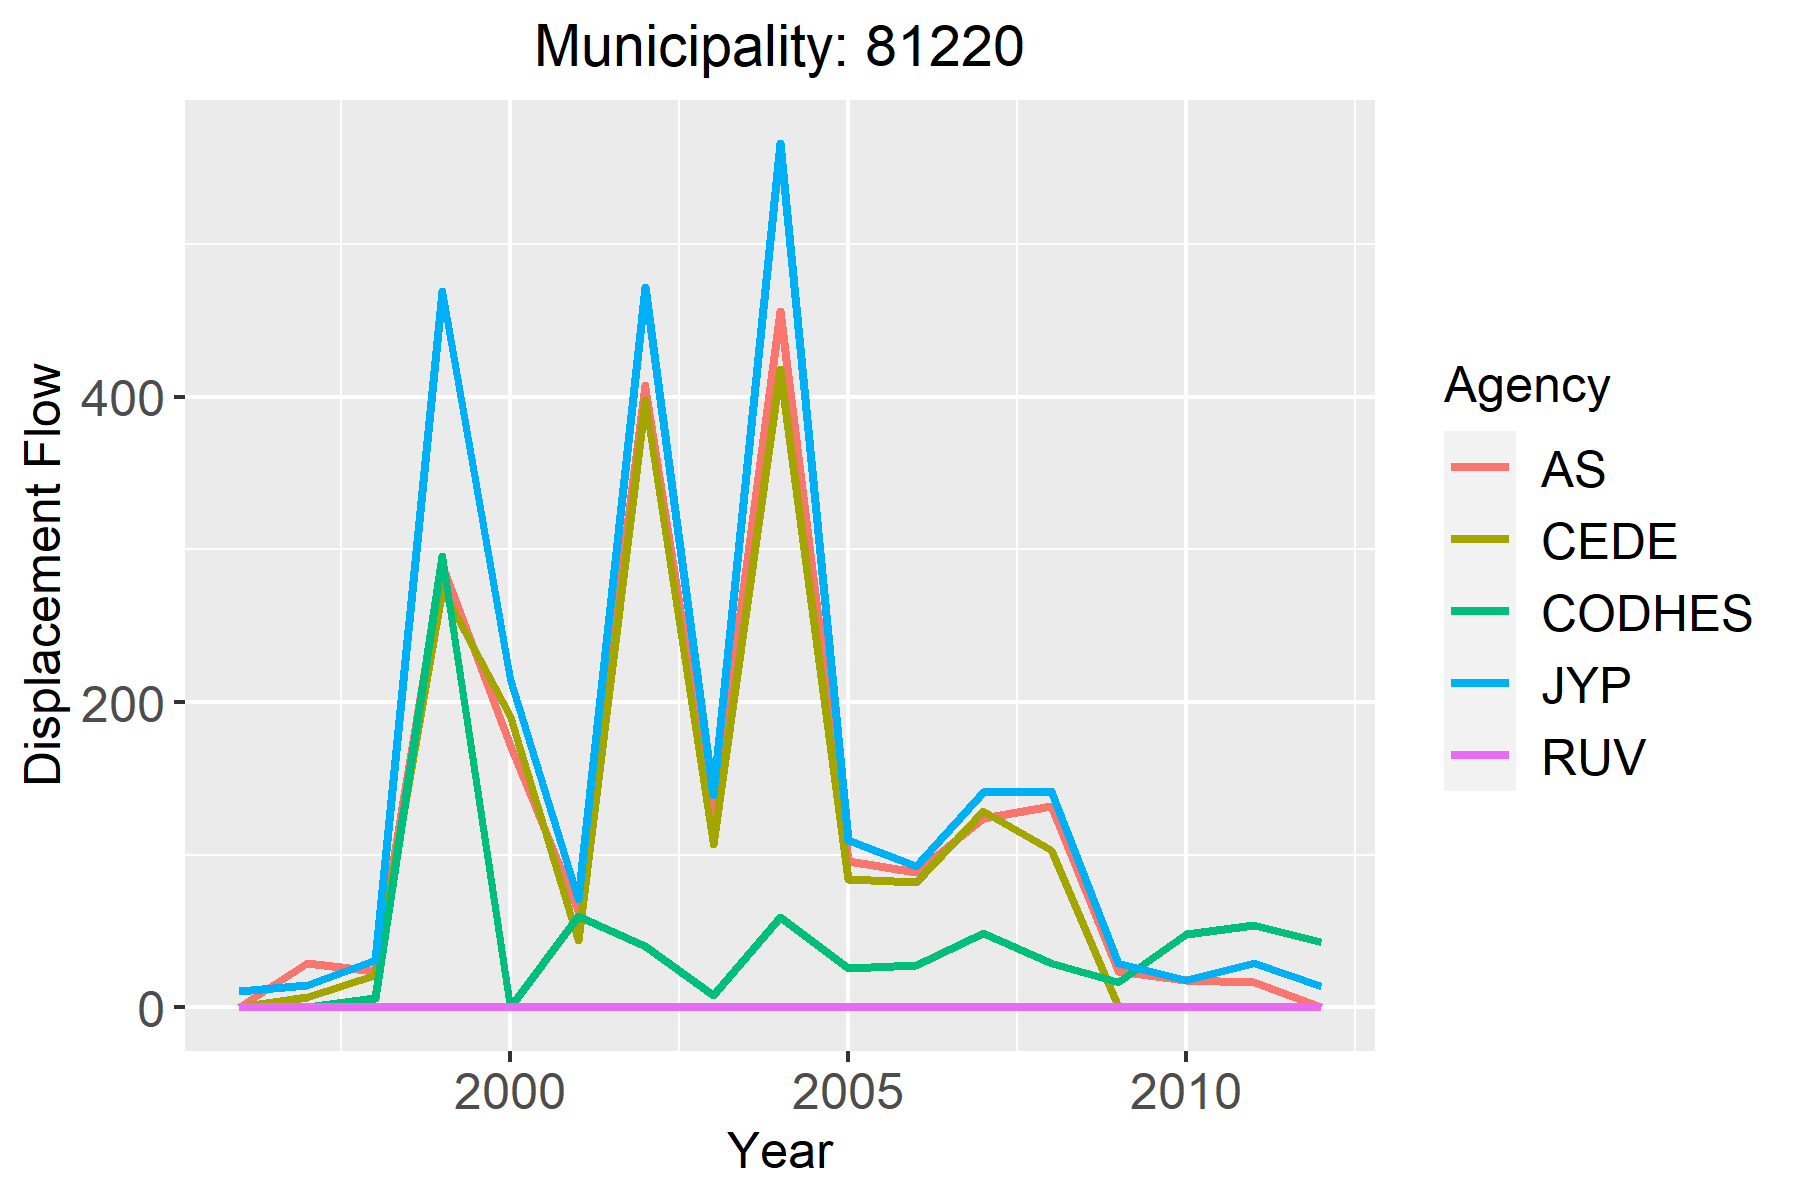 Municipality: 81220
Displacement Flow
400
200
0
2000 2005 2010
Year
Agency
AS
CEDE
CODHES
JYP
RUV